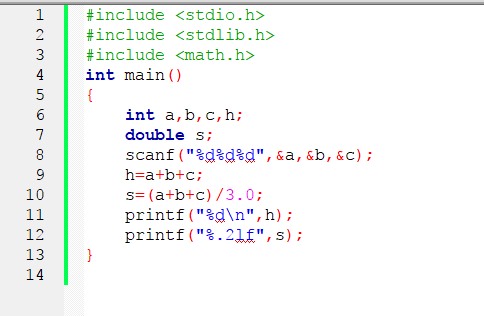 1 #include <stdio.h>
2 #include <stdlib.h>
3 #include <math.h>
4 int main()
5 {
6 int a,b,c,h;
7 double s;
8 scanf("%d%d%d",&a,&b,&c);
9 h=a+b+c;
10 s=(a+b+c)/3.0;
11 printf("%d\n",h);
12 printf("%.2lf",s);
13 }
14